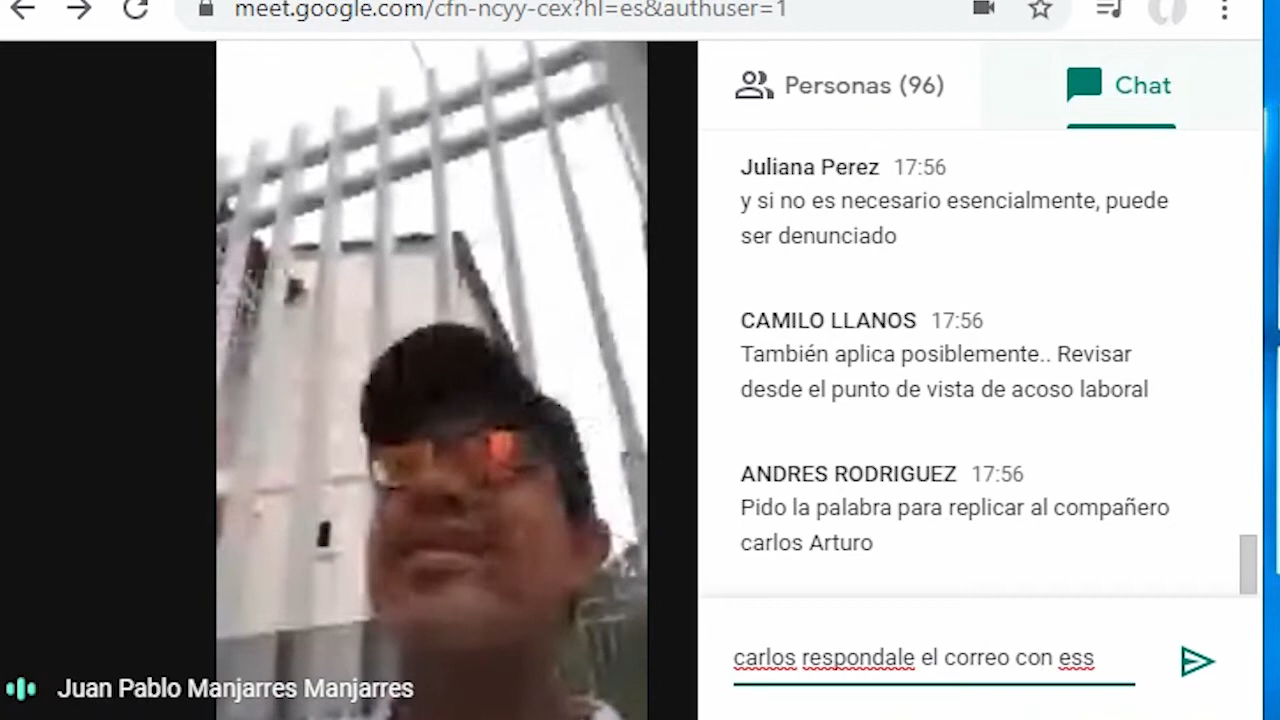 meet.google.com/cfn-ncyy-cex?hl=es&authuser=1
Personas (96)
Chat
Juliana Perez 17:56
y si no es necesario esencialmente, puede
ser denunciado
CAMILO LLANOS 17:56
También aplica posiblemente.. Revisar
desde el punto de vista de acoso laboral
ANDRES RODRIGUEZ 17:56
Pido la palabra para replicar al compañero
carlos Arturo
carlos respondale el correo con ess
Juan Pablo Manjarres Manjarres